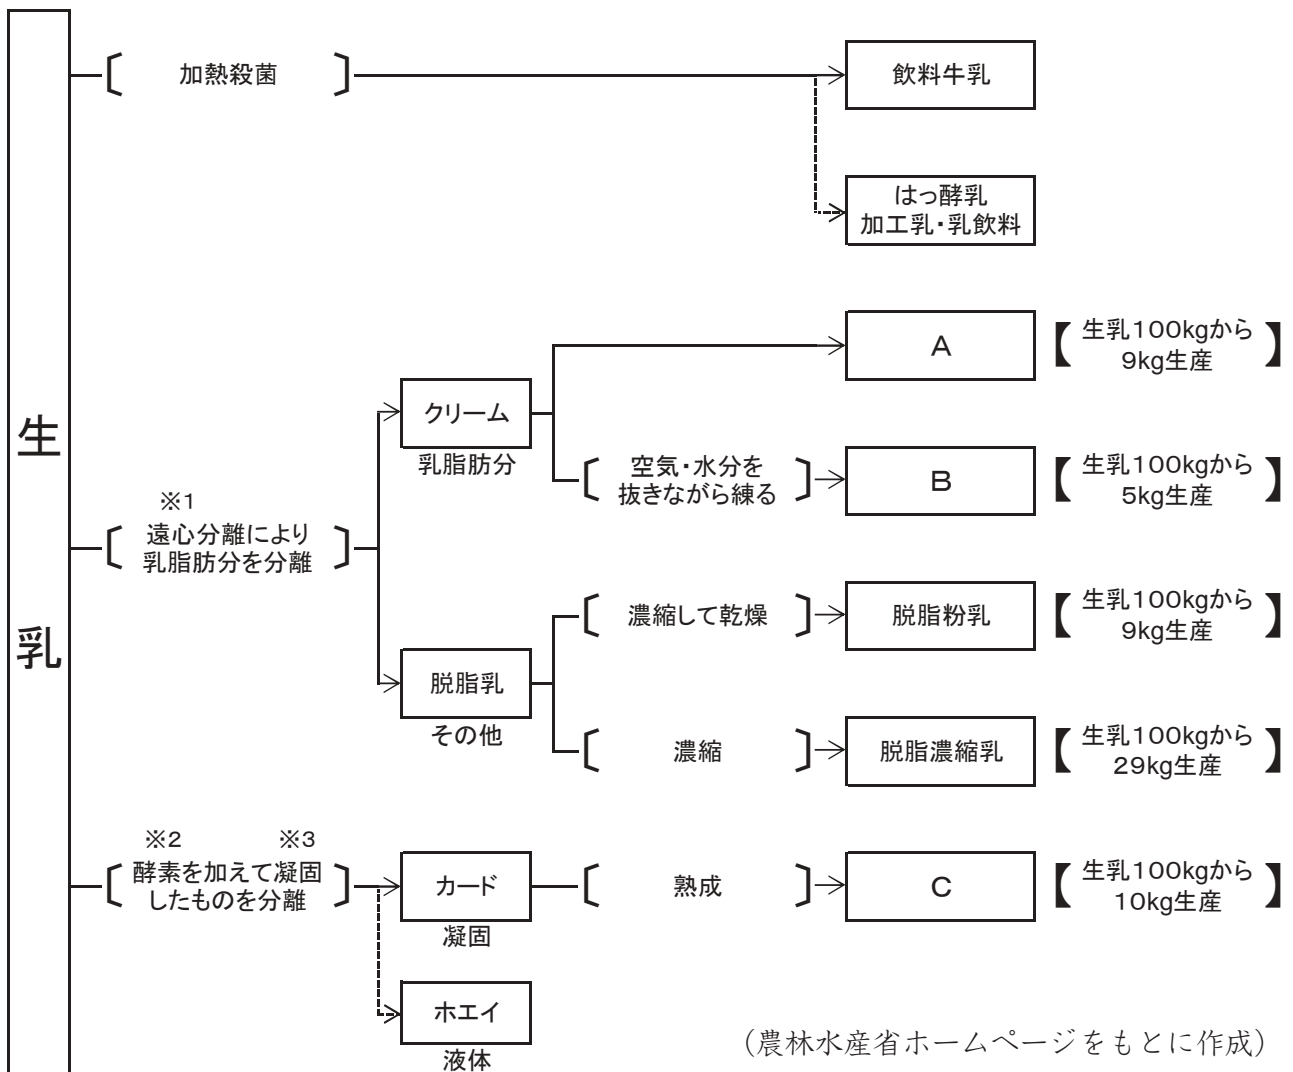 生
乳
加熱殺菌
飲料牛乳
はっ酵乳
加工乳・乳飲料
A
【生乳100kgから
9kg生産】
クリーム
乳脂肪分
空気・水分を
抜きながら練る
B
【生乳100kgから
5kg生産】
※1
遠心分離により
乳脂肪分を分離
濃縮して乾燥
脱脂粉乳
【生乳100kgから
9kg生産】
脱脂乳
その他
濃縮
脱脂濃縮乳
【生乳100kgから
29kg生産】
※2 ※3
酵素を加えて凝固
したものを分離
カード
凝固
熟成
C
【生乳100kgから
10kg生産】
ホエイ
液体
(農林水産省ホームページをもとに作成)